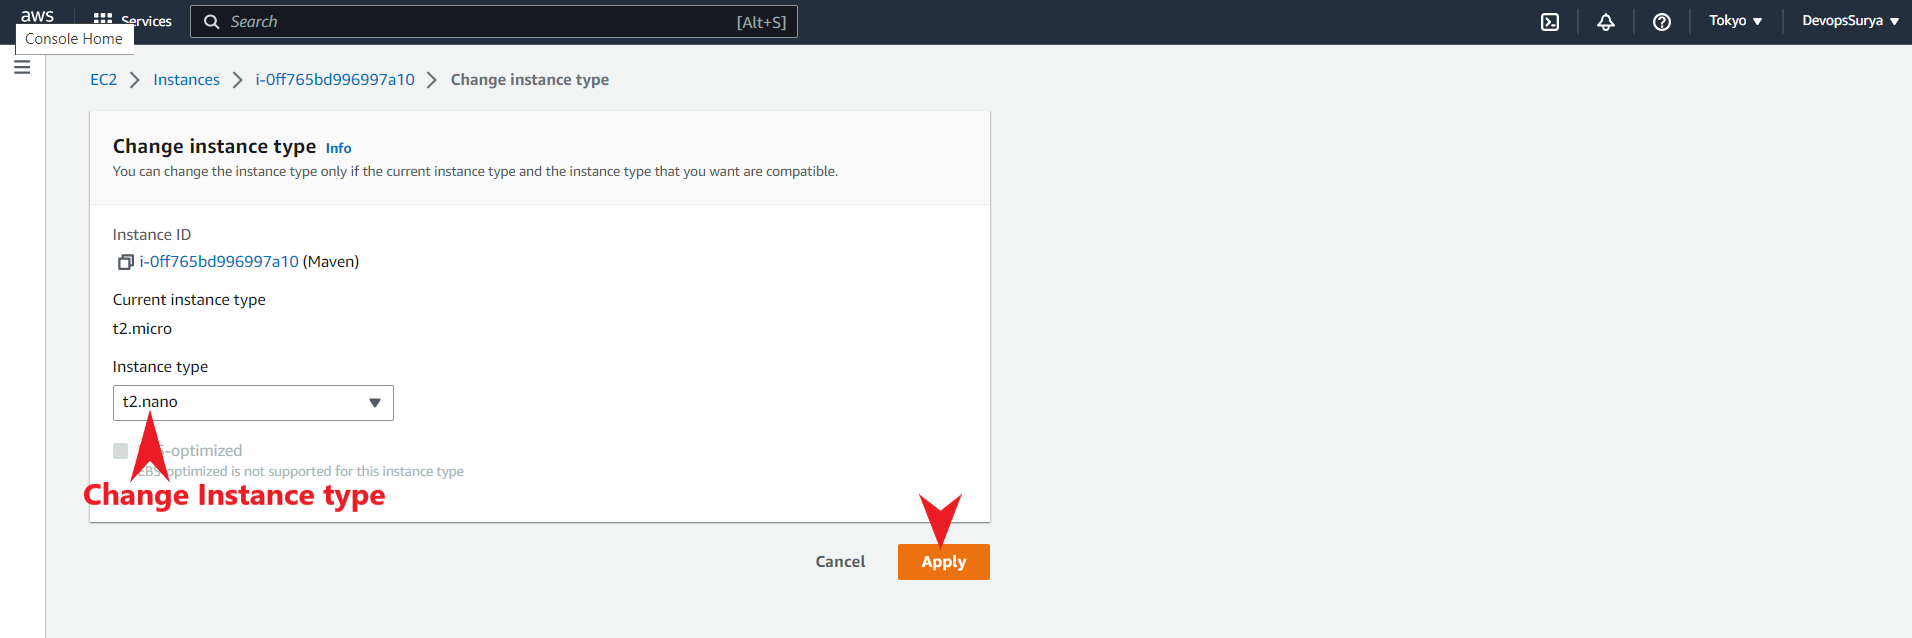 aws
Services
Search
[Alt+S]
Tokyo
DevopsSurya
Console Home
EC2 > Instances > i-0ff765bd996997a10 > Change instance type
Change instance type Info
You can change the instance type only if the current instance type and the instance type that you want are compatible.
Instance ID
i-0ff765bd996997a10 (Maven)
Current instance type
t2.micro
Instance type
t2.nano
S-optimized
EBS-optimized is not supported for this instance type
Change Instance type
Cancel
Apply